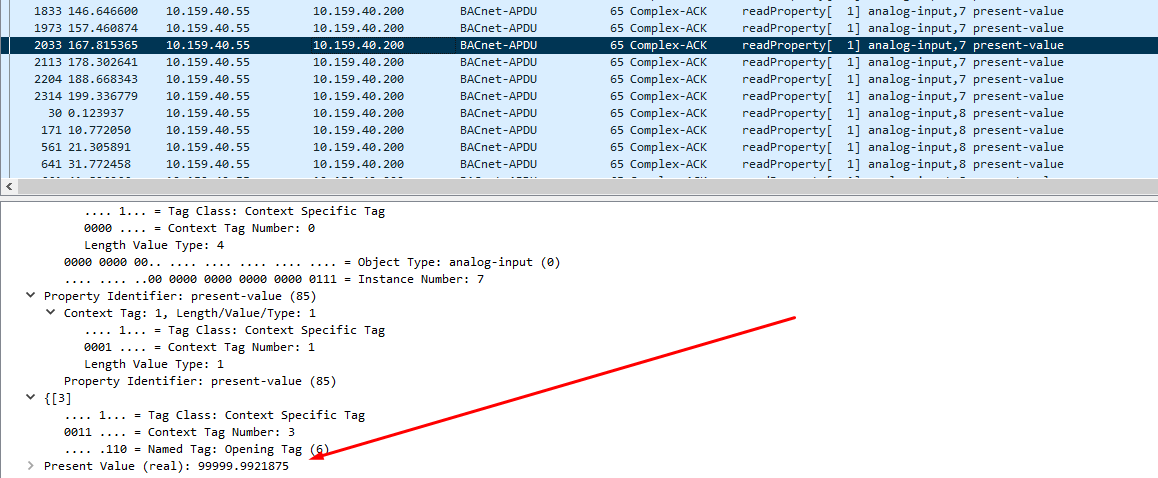 1833 146.646600 10.159.40.55 10.159.40.200 BACnet-APDU 65 Complex-ACK readProperty[ 1] analog-input,7 present-value
1973 157.460874 10.159.40.55 10.159.40.200 BACnet-APDU 65 Complex-ACK readProperty[ 1] analog-input,7 present-value
2033 167.815365 10.159.40.55 10.159.40.200 BACnet-APDU 65 Complex-ACK readProperty[ 1] analog-input,7 present-value
2113 178.302641 10.159.40.55 10.159.40.200 BACnet-APDU 65 Complex-ACK readProperty[ 1] analog-input,7 present-value
2204 188.668343 10.159.40.55 10.159.40.200 BACnet-APDU 65 Complex-ACK readProperty[ 1] analog-input,7 present-value
2314 199.336779 10.159.40.55 10.159.40.200 BACnet-APDU 65 Complex-ACK readProperty[ 1] analog-input,7 present-value
30 0.123937 10.159.40.55 10.159.40.200 BACnet-APDU 65 Complex-ACK readProperty[ 1] analog-input,8 present-value
171 10.772050 10.159.40.55 10.159.40.200 BACnet-APDU 65 Complex-ACK readProperty[ 1] analog-input,8 present-value
561 21.305891 10.159.40.55 10.159.40.200 BACnet-APDU 65 Complex-ACK readProperty[ 1] analog-input,8 present-value
641 31.772458 10.159.40.55 10.159.40.200 BACnet-APDU 65 Complex-ACK readProperty[ 1] analog-input,8 present-value
.... 1... = Tag Class: Context Specific Tag
0000 .... = Context Tag Number: 0
Length Value Type: 4
0000 0000 00.. .... .... .... .... .... = Object Type: analog-input (0)
.... .... ..00 0000 0000 0000 0000 0111 = Instance Number: 7
Property Identifier: present-value (85)
Context Tag: 1, Length/Value/Type: 1
.... 1... = Tag Class: Context Specific Tag
0001 .... = Context Tag Number: 1
Length Value Type: 1
Property Identifier: present-value (85)
{[3]
.... 1... = Tag Class: Context Specific Tag
0011 .... = Context Tag Number: 3
.... .110 = Named Tag: Opening Tag (6)
Present Value (real): 99999.9921875